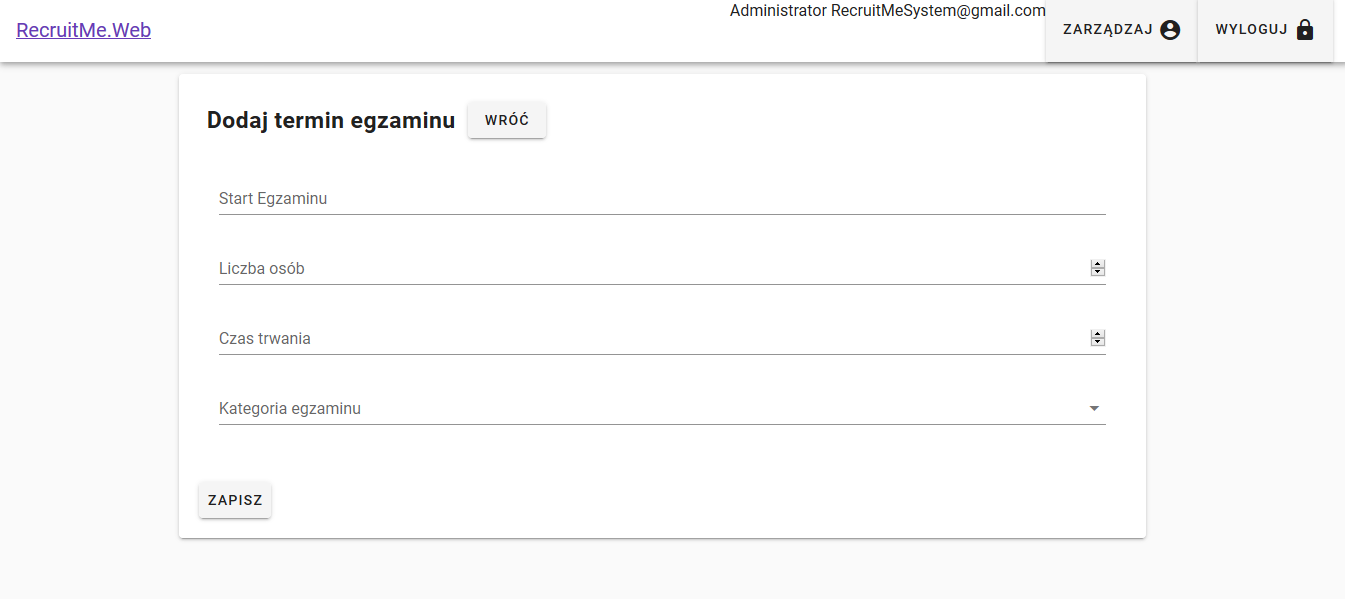 RecruitMe.Web
Administrator RecruitMeSystem@gmail.com
ZARZĄDZAJ
WYLOGUJ
Dodaj termin egzaminu
WRÓĆ
Start Egzaminu
Liczba osób
Czas trwania
Kategoria egzaminu
ZAPISZ